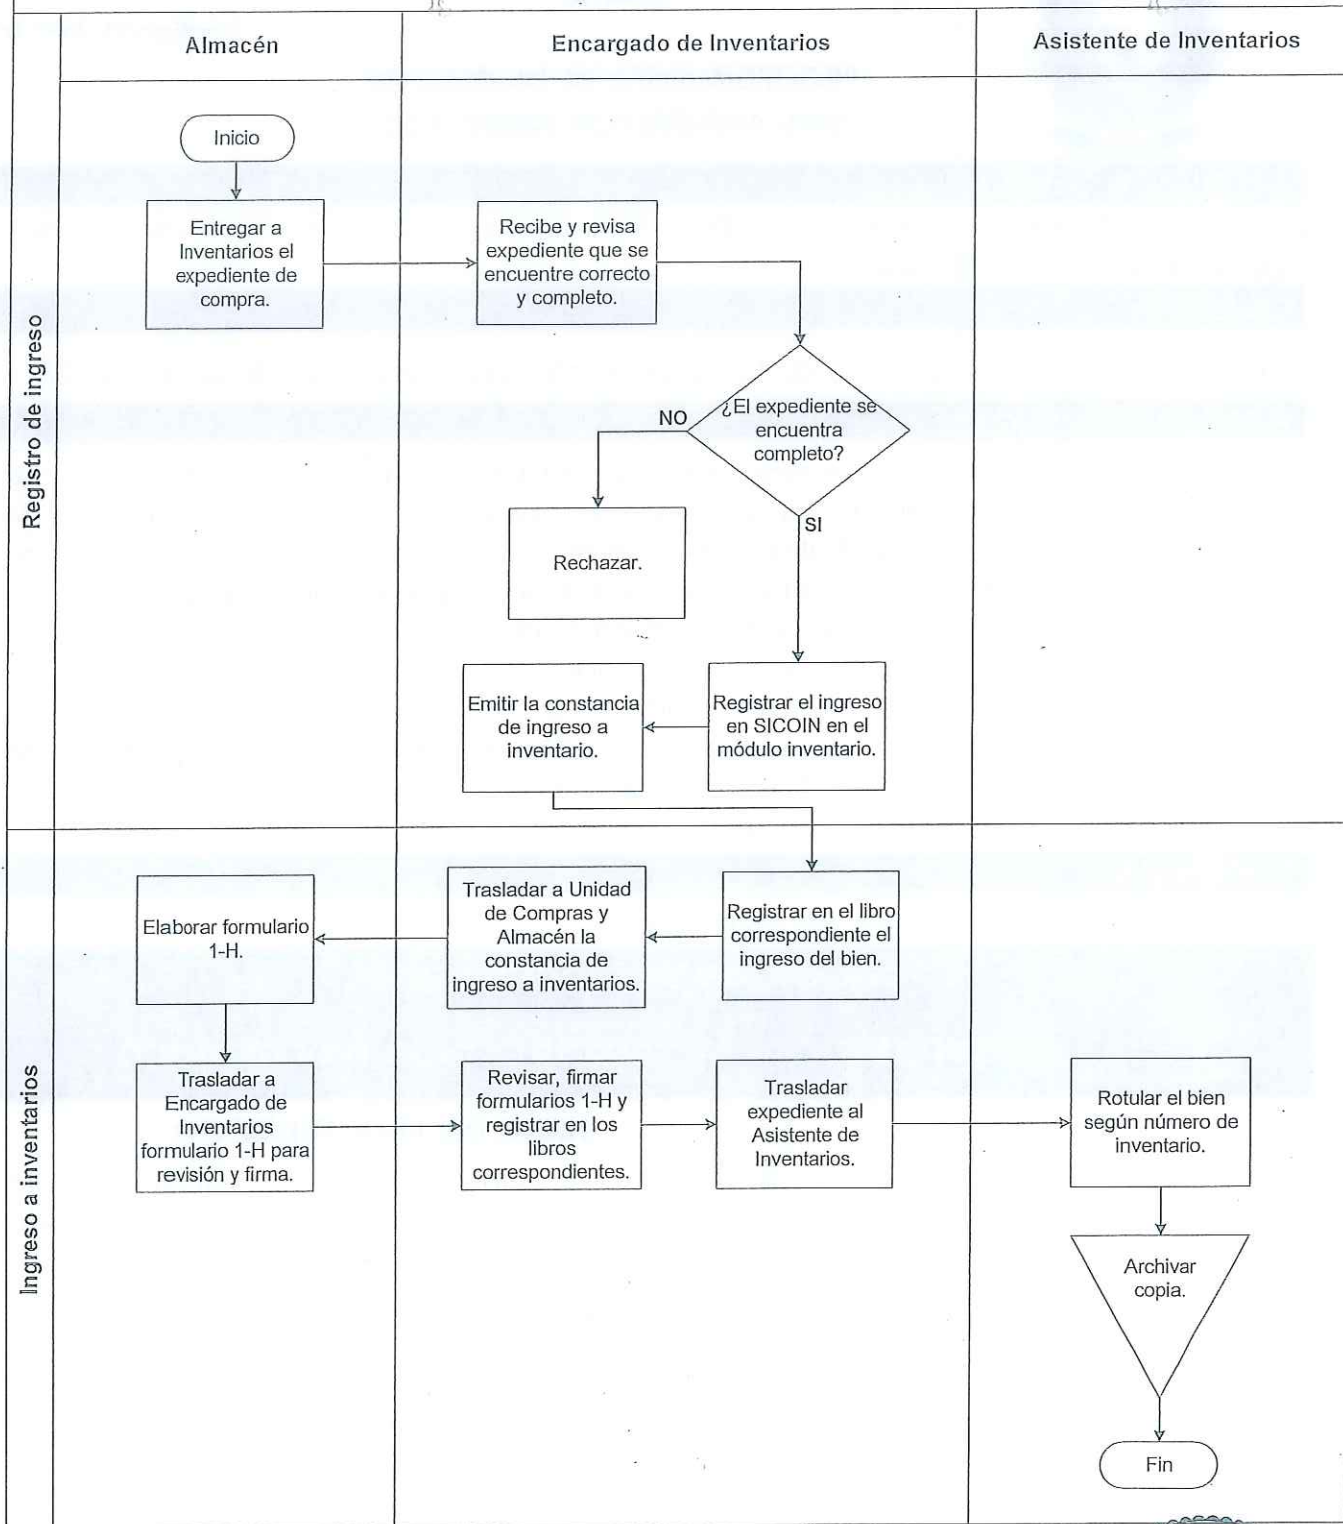 Almacén
Encargado de Inventarios
Asistente de Inventarios
Registro de ingreso
Inicio
Entregar a
Inventarios el
expediente de
compra.
Recibe y revisa
expediente que se
encuentre correcto
y completo.
¿El expediente se
encuentra
completo?
NO
SI
Rechazar.
Registrar el ingreso
en SICOIN en el
módulo inventario.
Emitir la constancia
de ingreso a
inventario.
Ingreso a inventarios
Registrar en el libro
correspondiente el
ingreso del bien.
Trasladar a Unidad
de Compras y
Almacén la
constancia de
ingreso a inventarios.
Elaborar formulario
1-H.
Trasladar a
Encargado de
Inventarios
formulario 1-H para
revisión y firma.
Revisar, firmar
formularios 1-H y
registrar en los
libros
correspondientes.
Trasladar
expediente al
Asistente de
Inventarios.
Rotular el bien
según número de
inventario.
Archivar
copia.
Fin